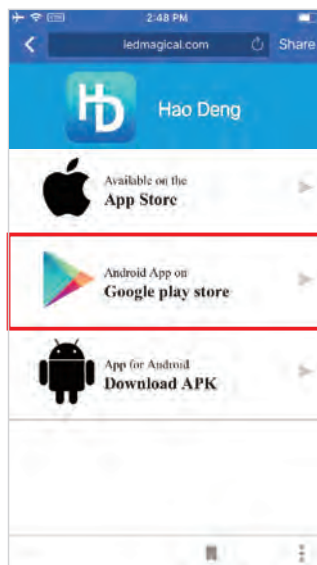 2:48 PM
ledmagical.com
Share
HD
Hao Deng
Available on the
App Store
Android App on
Google play store
App for Android
Download APK